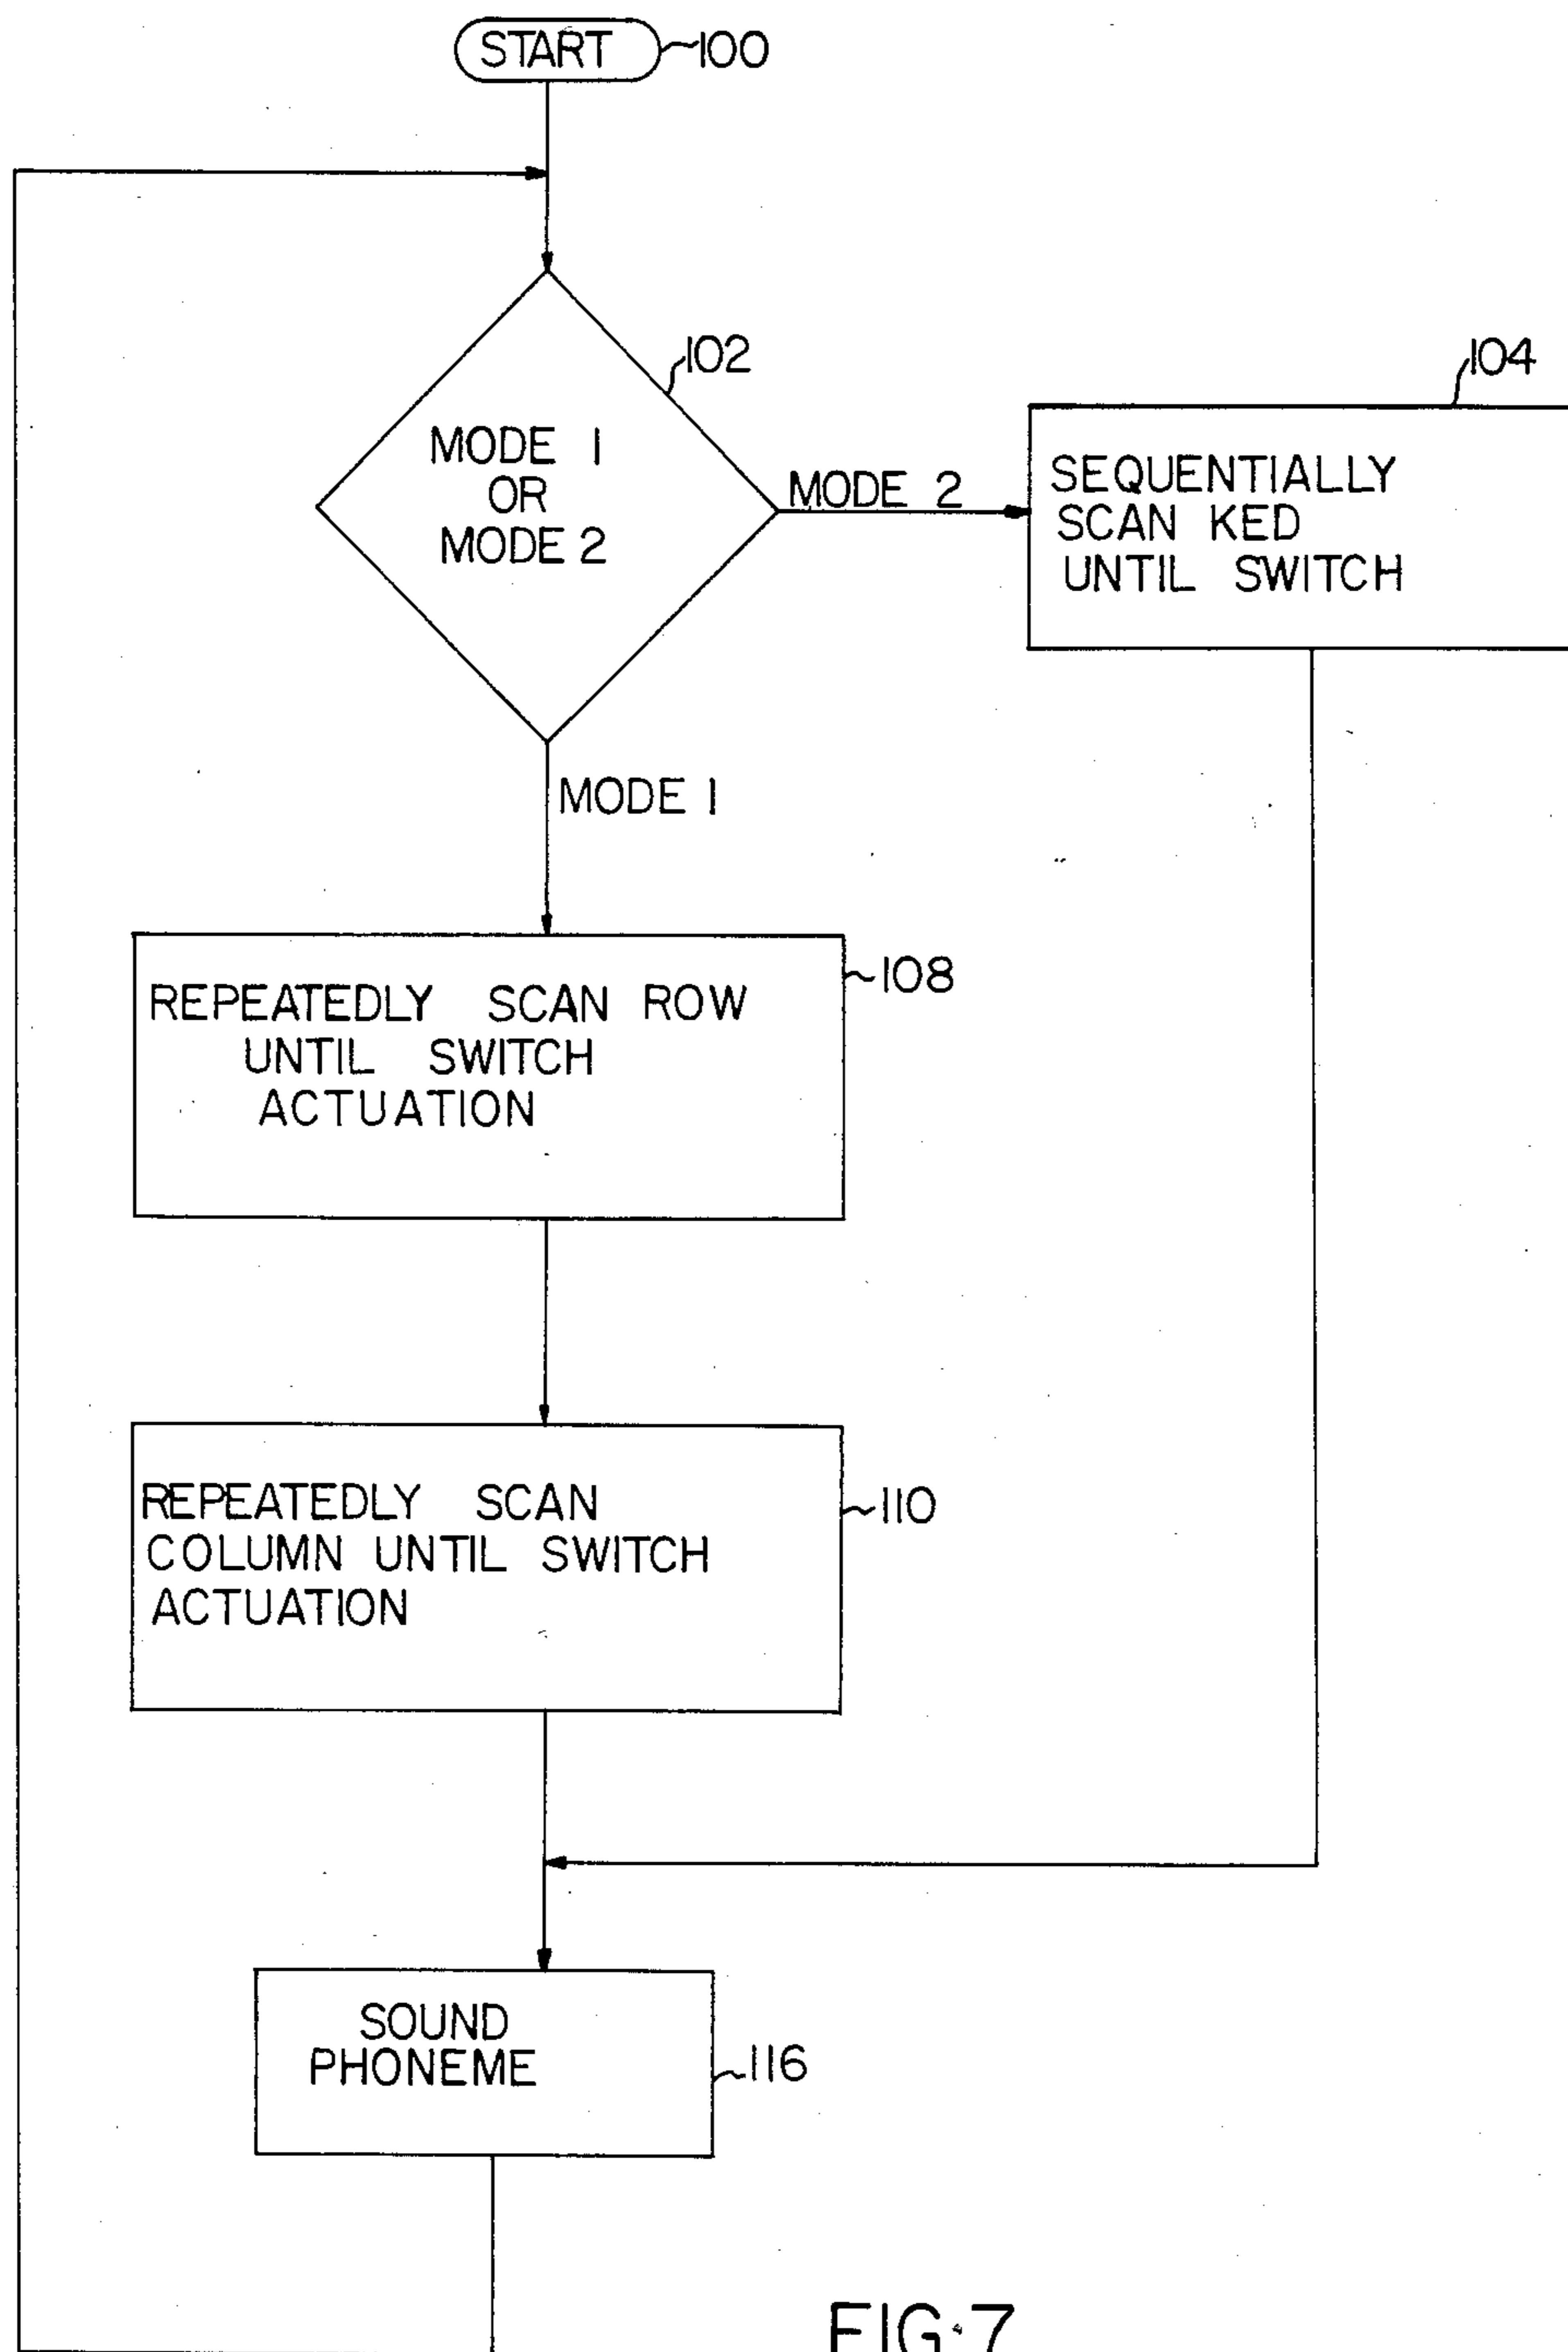 START
100
102
MODE 1
OR
MODE 2
MODE 2
104
SEQUENTIALLY
SCAN KED
UNTIL SWITCH
MODE 1
108
REPEATEDLY SCAN ROW
UNTIL SWITCH
ACTUATION
110
REPEATEDLY SCAN
COLUMN UNTIL SWITCH
ACTUATION
SOUND
PHONEME
116
FIG. 7